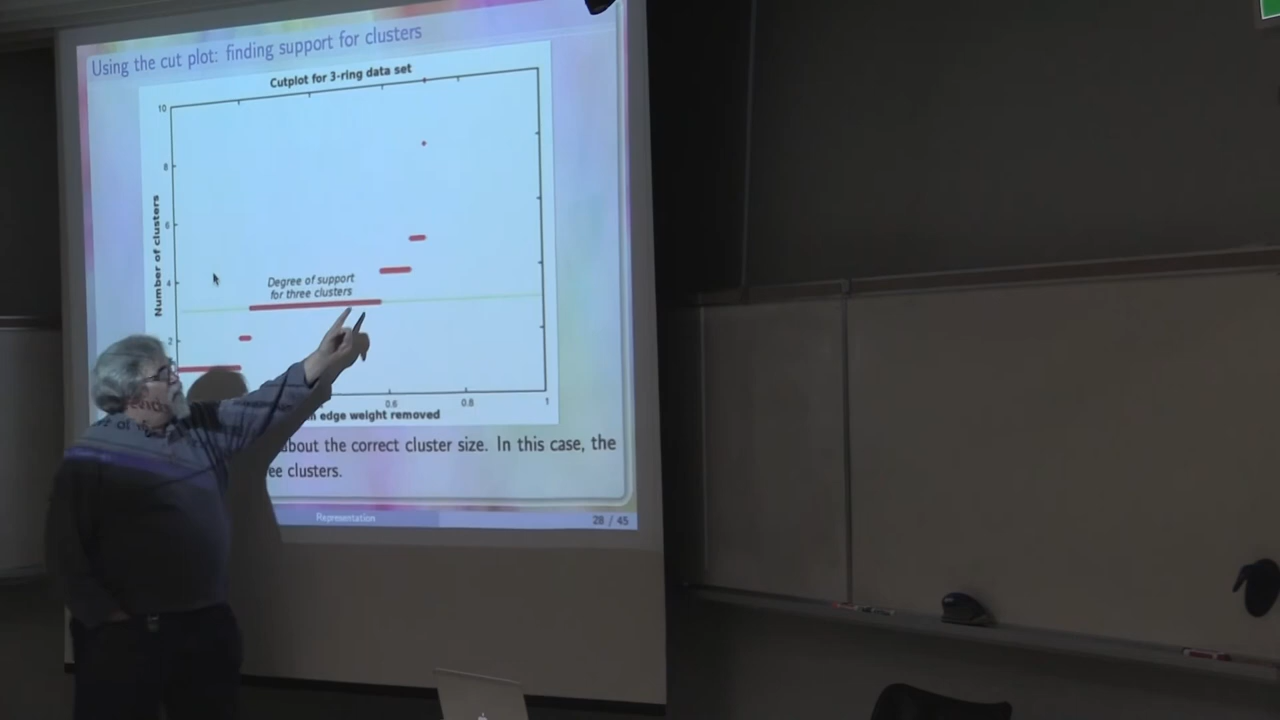 Using the cut plot: finding support for clusters
Cutplot for 3-ring data set
10
8
6
4
2
Number of clusters
Degree of support
for three clusters
0.6
0.8
1
edge weight removed
about the correct cluster size. In this case, the
ee clusters.
Representation
28 / 45